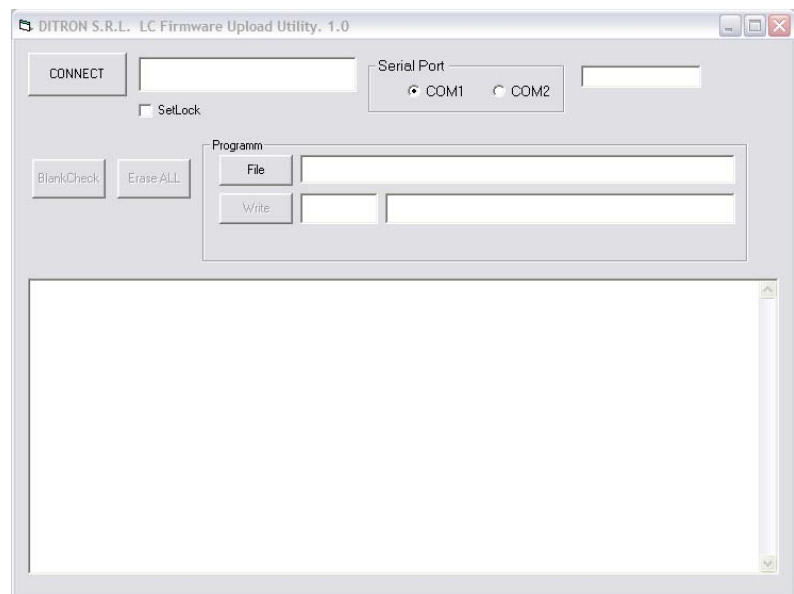 DITRON S.R.L. LC Firmware Upload Utility. 1.0
CONNECT
Serial Port
COM1 COM2
SetLock
Programm
BlankCheck Erase ALL File
Write